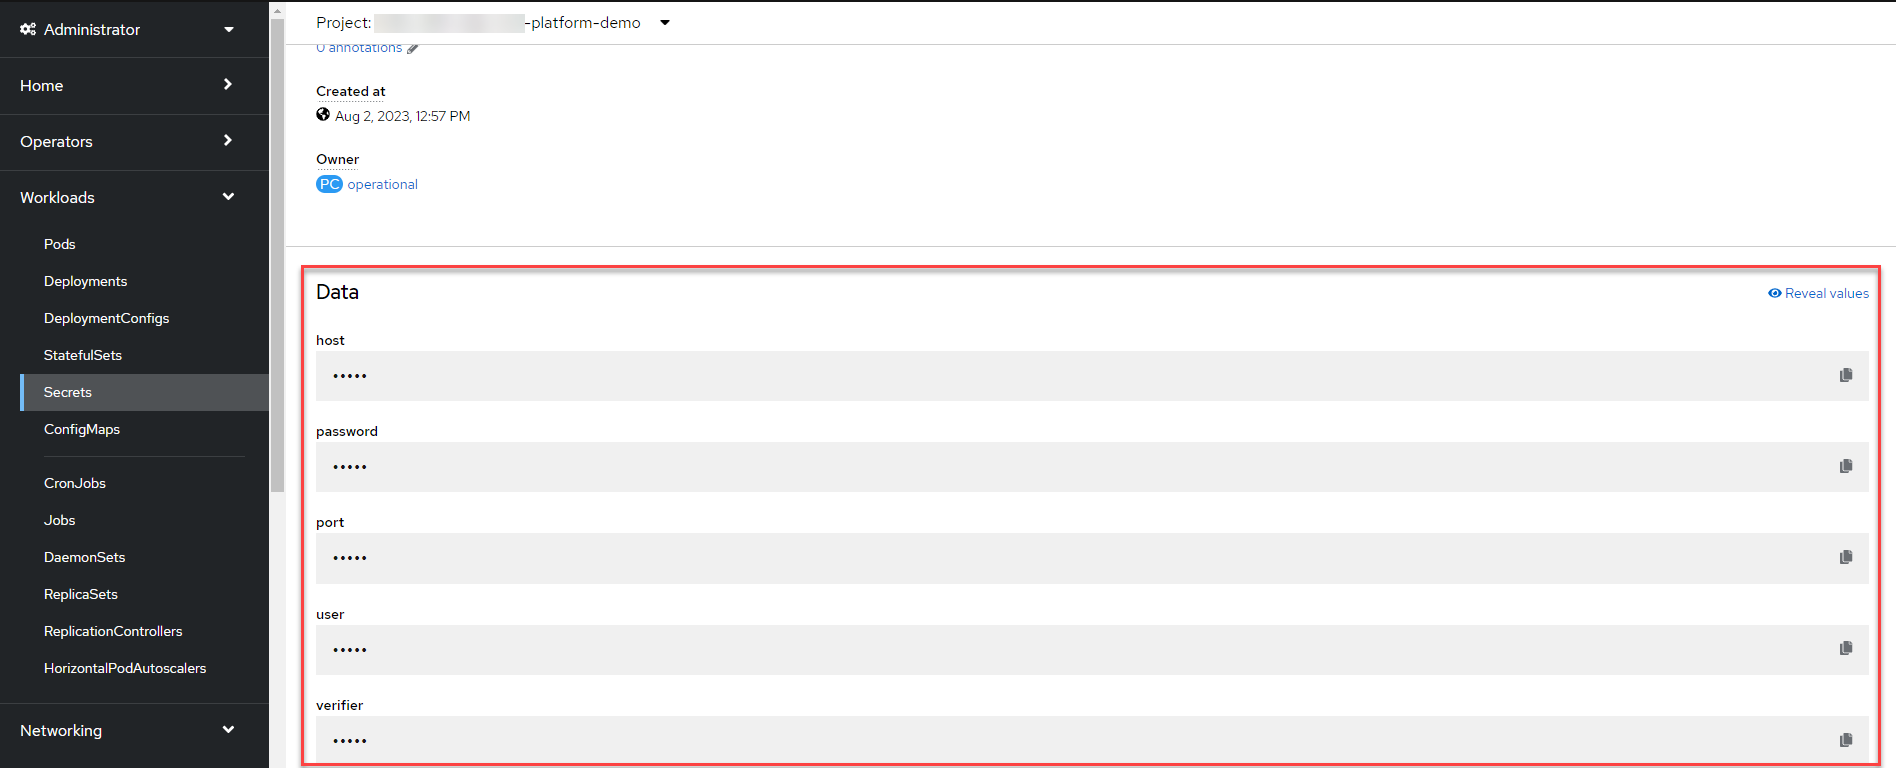 Administrator
Home
Operators
Workloads
Pods
Deployments
DeploymentConfigs
StatefulSets
Secrets
ConfigMaps
CronJobs
Jobs
DaemonSets
ReplicaSets
ReplicationControllers
HorizontalPodAutoscalers
Networking
Project: -platform-demo
0 annotations
Created at
Aug 2, 2023, 12:57 PM
Owner
PC operational
Data
Reveal values
host
•••••
password
•••••
port
•••••
user
•••••
verifier
•••••